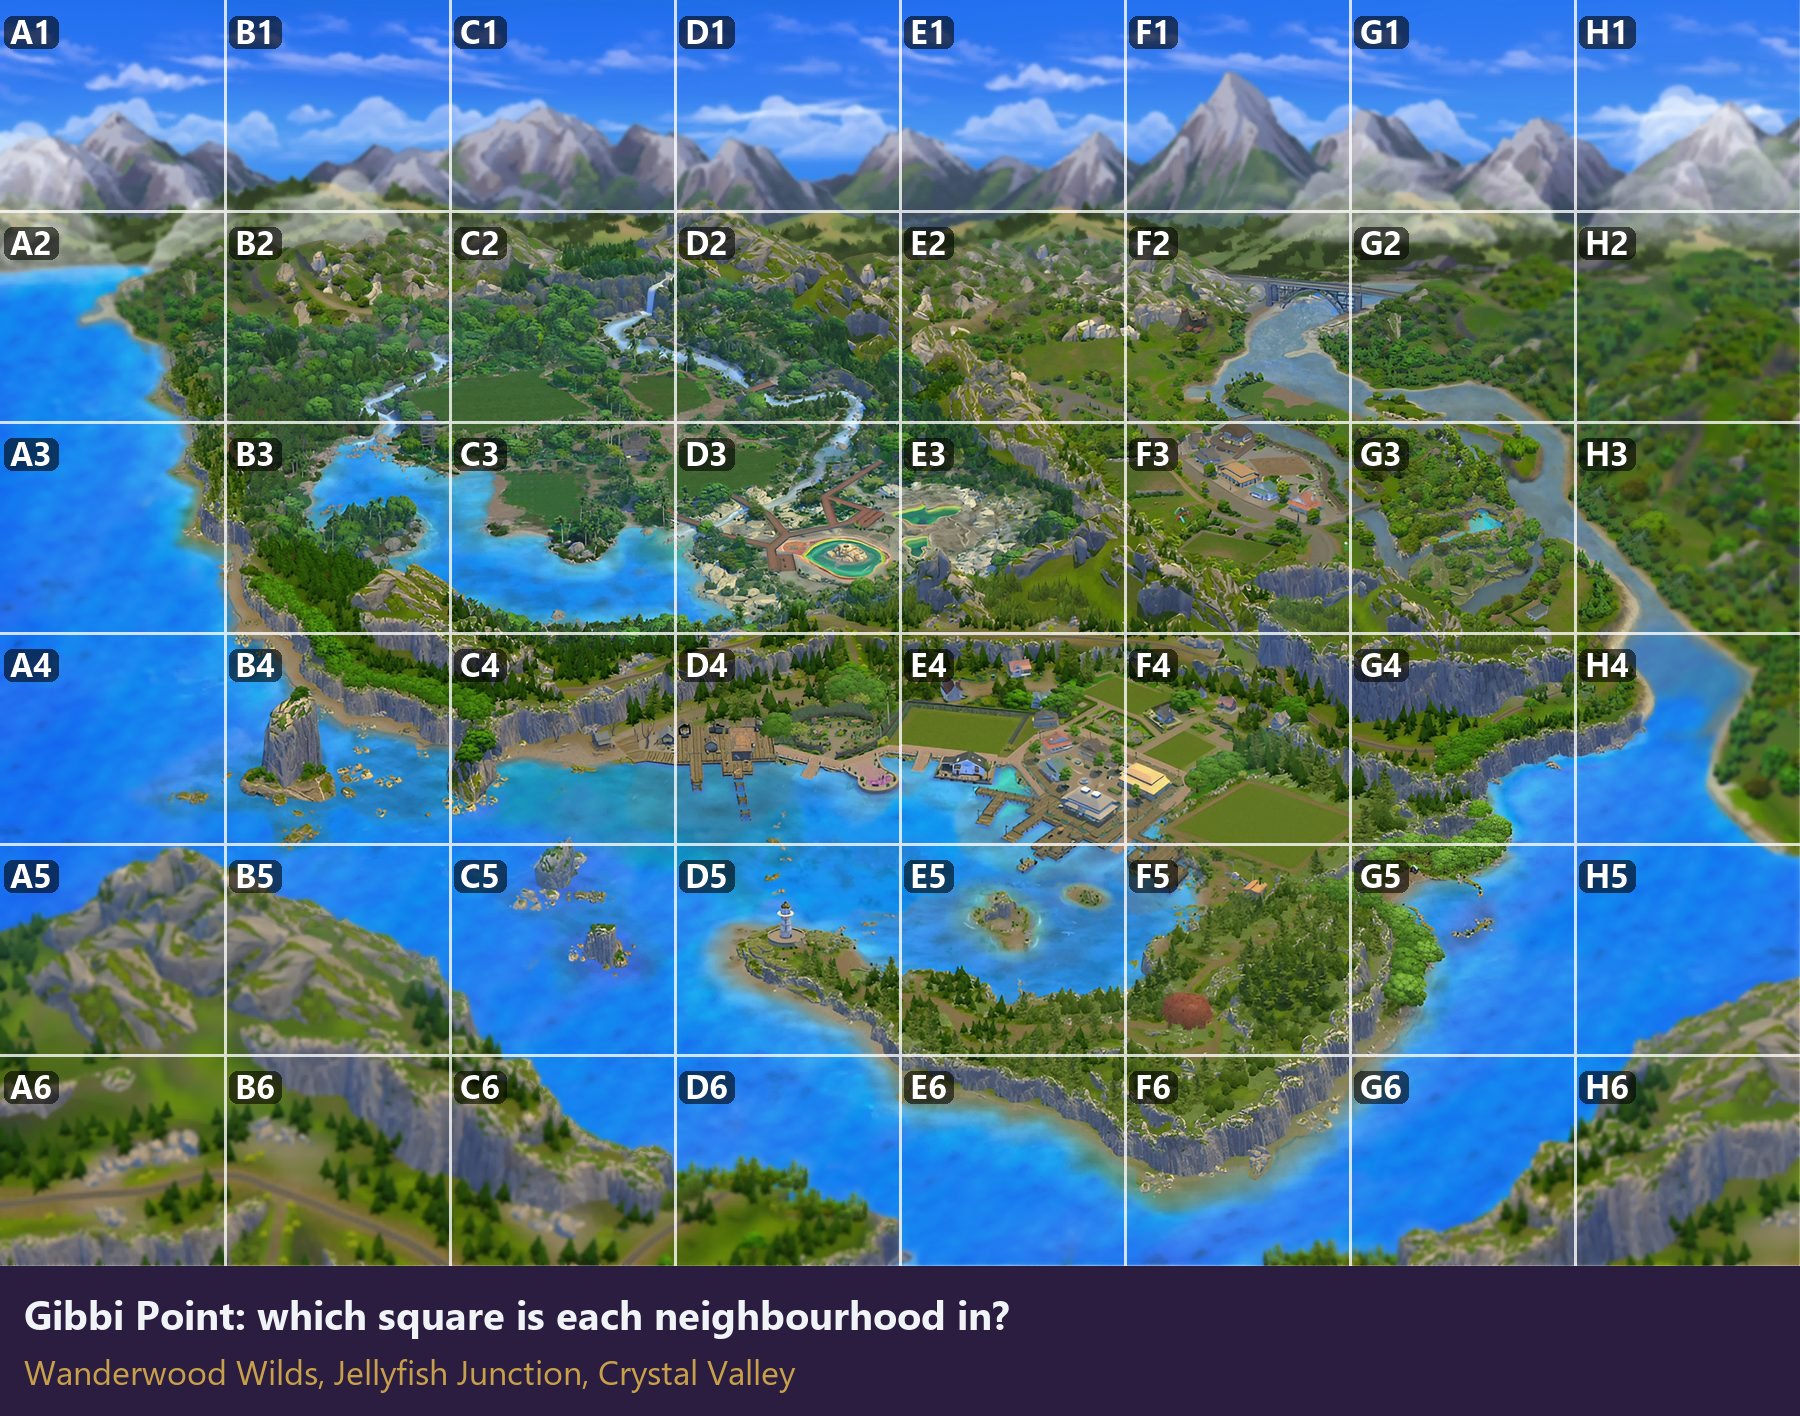 A1 B1 C1 D1 E1 F1 G1 H1
A2 B2 C2 D2 E2 F2 G2 H2
A3 B3 C3 D3 E3 F3 G3 H3
A4 B4 C4 D4 E4 F4 G4 H4
A5 B5 C5 D5 E5 F5 G5 H5
A6 B6 C6 D6 E6 F6 G6 H6
Gibbi Point: which square is each neighbourhood in?
Wanderwood Wilds, Jellyfish Junction, Crystal Valley